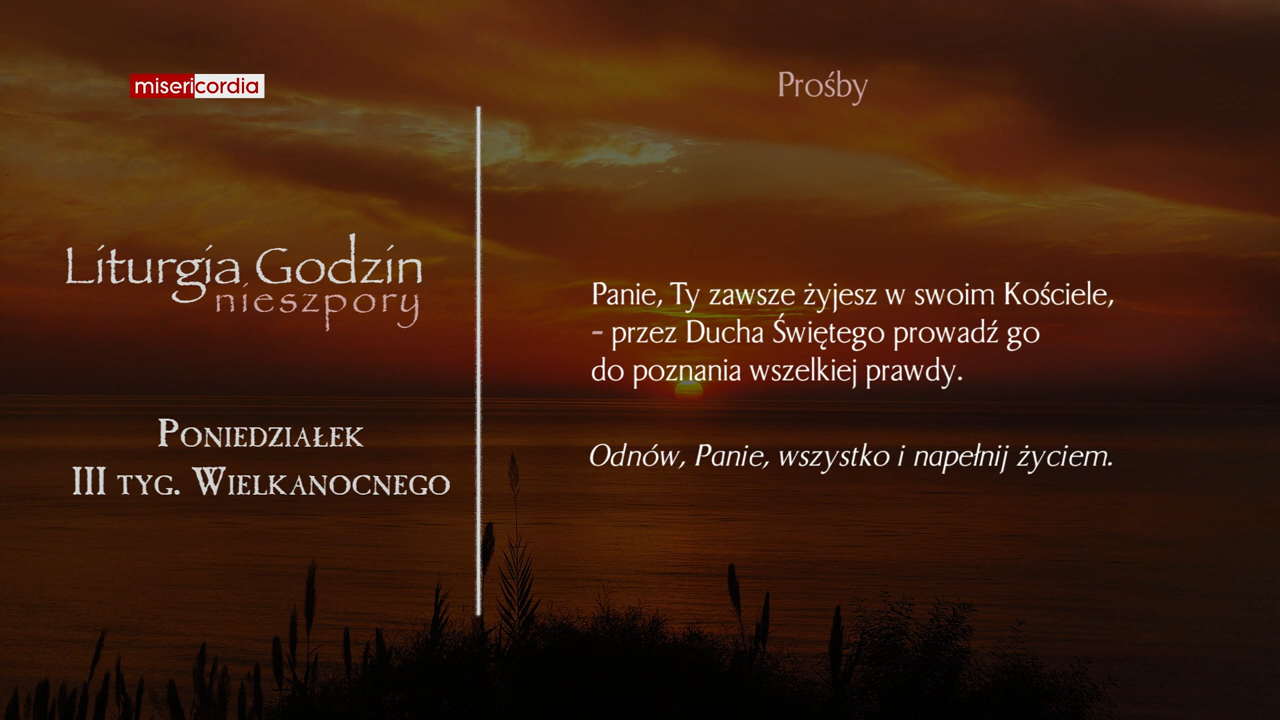 misericordia
Liturgia Godzin
nieszpory
Poniedziałek
III tyg. Wielkanocnego
Prośby
Panie, Ty zawsze żyjesz w swoim Kościele,
- przez Ducha Świętego prowadź go
do poznania wszelkiej prawdy.
Odnów, Panie, wszystko i napełnij życiem.